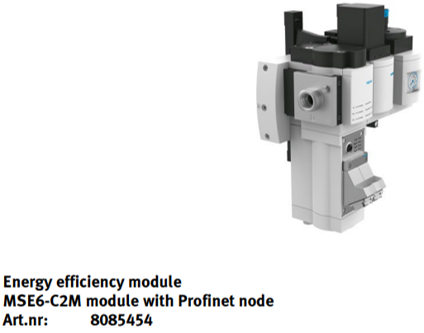 Energy efficiency module
MSE6-C2M module with Profinet node
Art.nr: 8085454